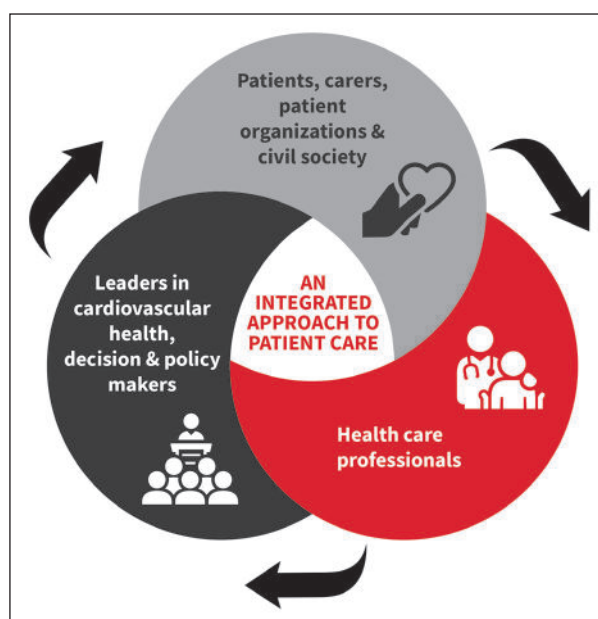 Patients, carers,
patient
organizations &
civil society
Leaders in
cardiovascular
health,
decision & policy
makers
AN
INTEGRATED
APPROACH TO
PATIENT CARE
Health care
professionals